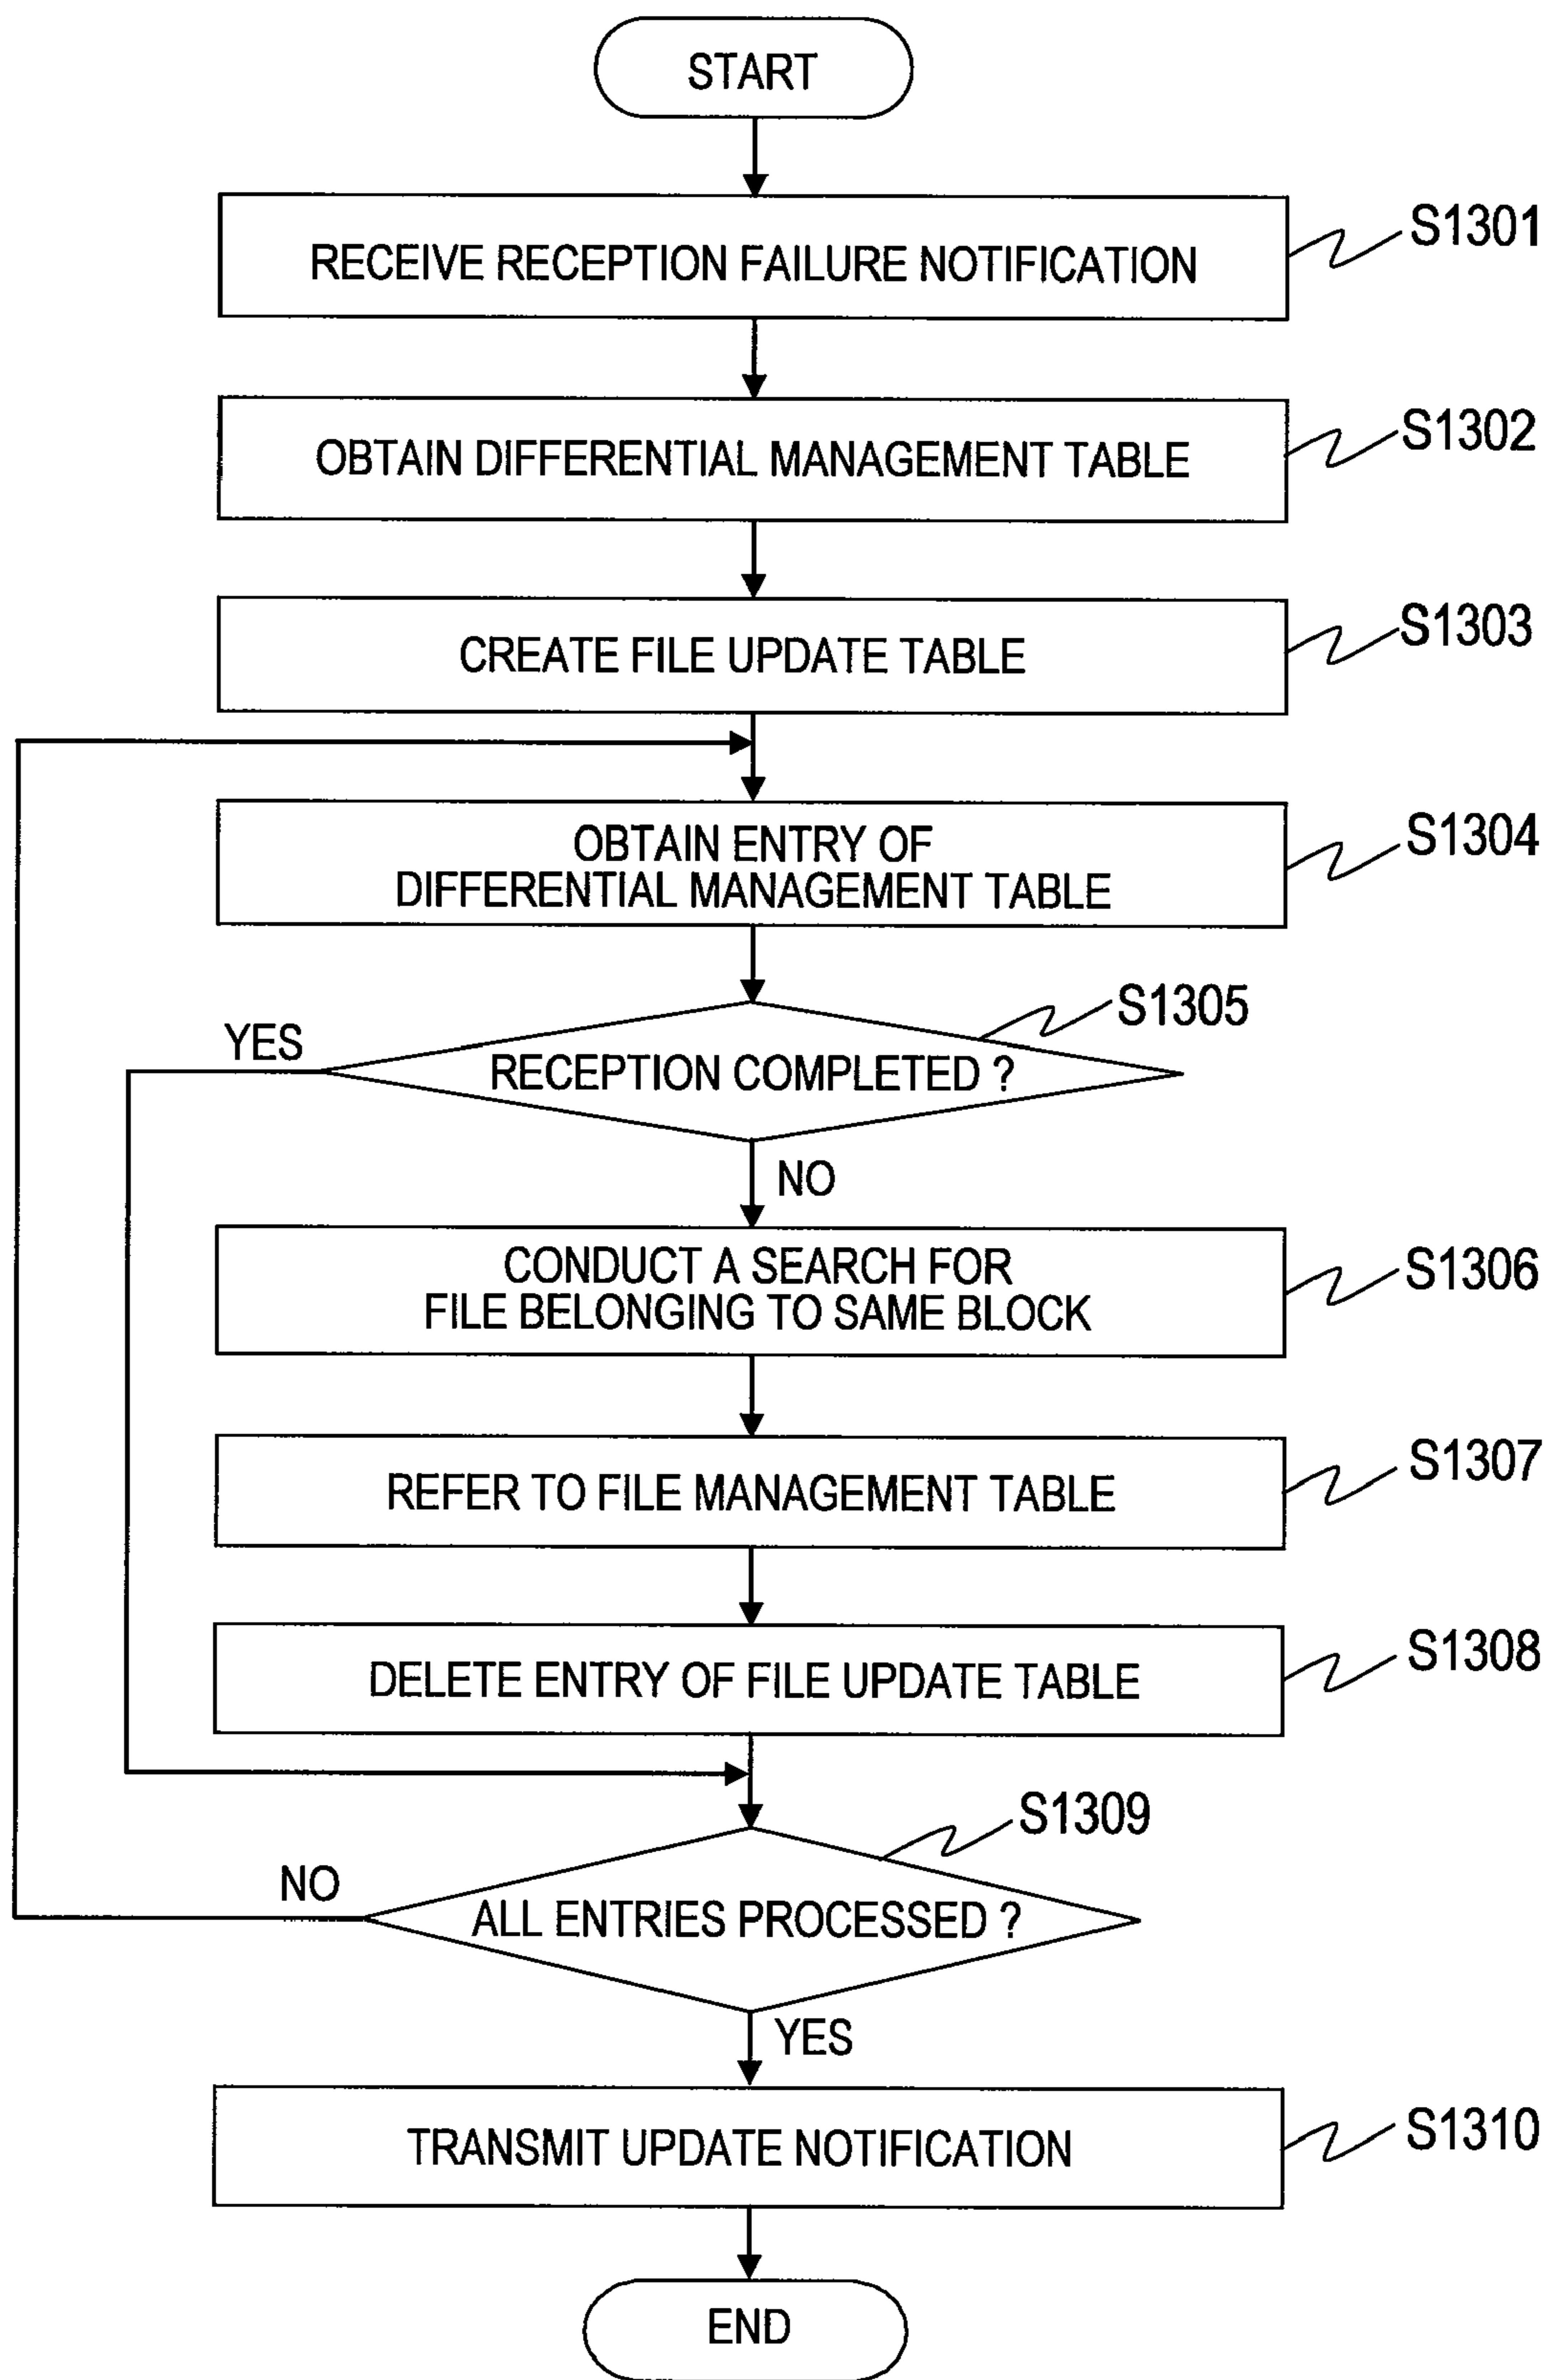 START
RECEIVE RECEPTION FAILURE NOTIFICATION
S1301
OBTAIN DIFFERENTIAL MANAGEMENT TABLE
S1302
CREATE FILE UPDATE TABLE
S1303
OBTAIN ENTRY OF
DIFFERENTIAL MANAGEMENT TABLE
S1304
S1305
YES
RECEPTION COMPLETED ?
NO
CONDUCT A SEARCH FOR
FILE BELONGING TO SAME BLOCK
S1306
REFER TO FILE MANAGEMENT TABLE
S1307
DELETE ENTRY OF FILE UPDATE TABLE
S1308
S1309
NO
ALL ENTRIES PROCESSED ?
YES
TRANSMIT UPDATE NOTIFICATION
S1310
END